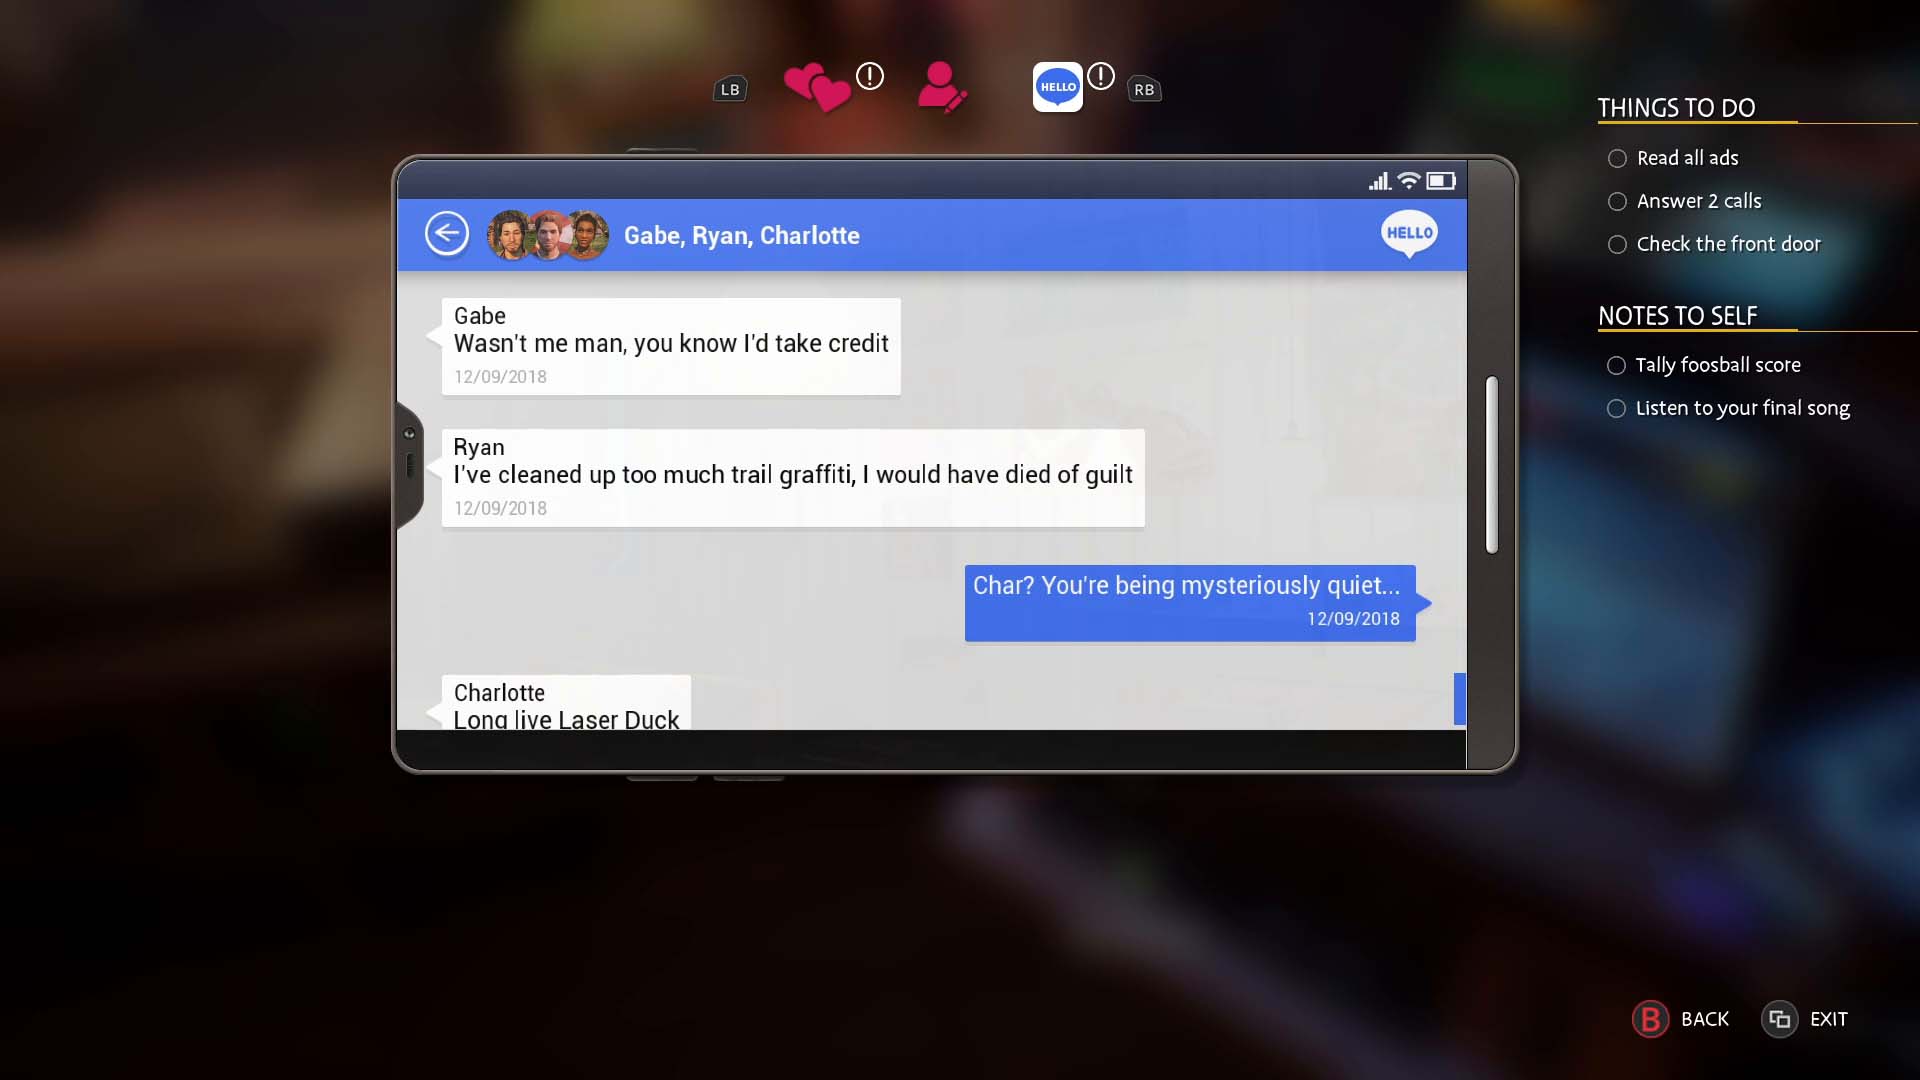 LB
HELLO
RB
THINGS TO DO
Read all ads
Answer 2 calls
Check the front door
NOTES TO SELF
Tally foosball score
Listen to your final song
Gabe, Ryan, Charlotte
HELLO
Gabe
Wasn't me man, you know I'd take credit
12/09/2018
Ryan
I've cleaned up too much trail graffiti, I would have died of guilt
12/09/2018
Char? You're being mysteriously quiet...
12/09/2018
Charlotte
Long live Laser Duck
B BACK
EXIT